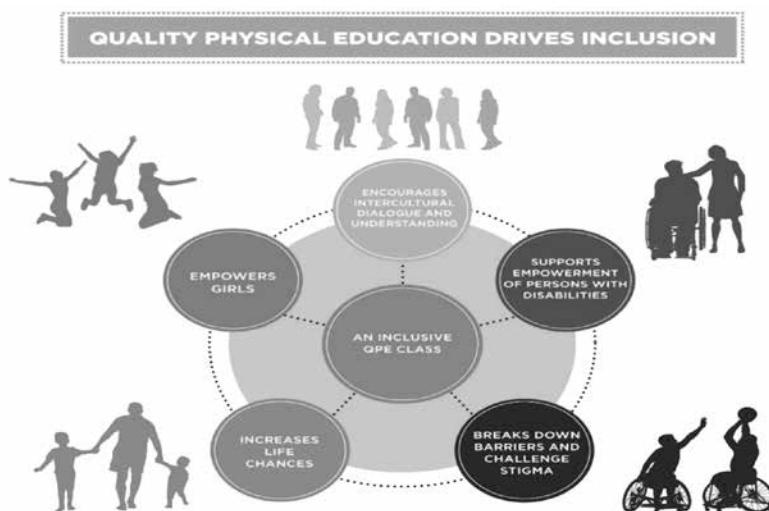 QUALITY PHYSICAL EDUCATION DRIVES INCLUSION
ENCOURAGES
INTERCULTURAL
DIALOGUE AND
UNDERSTANDING
EMPOWERS
GIRLS
SUPPORTS
EMPOWERMENT
OF PERSONS WITH
DISABILITIES
AN INCLUSIVE
QPE CLASS
INCREASES
LIFE
CHANCES
BREAKS DOWN
BARRIERS AND
CHALLENGE
STIGMA